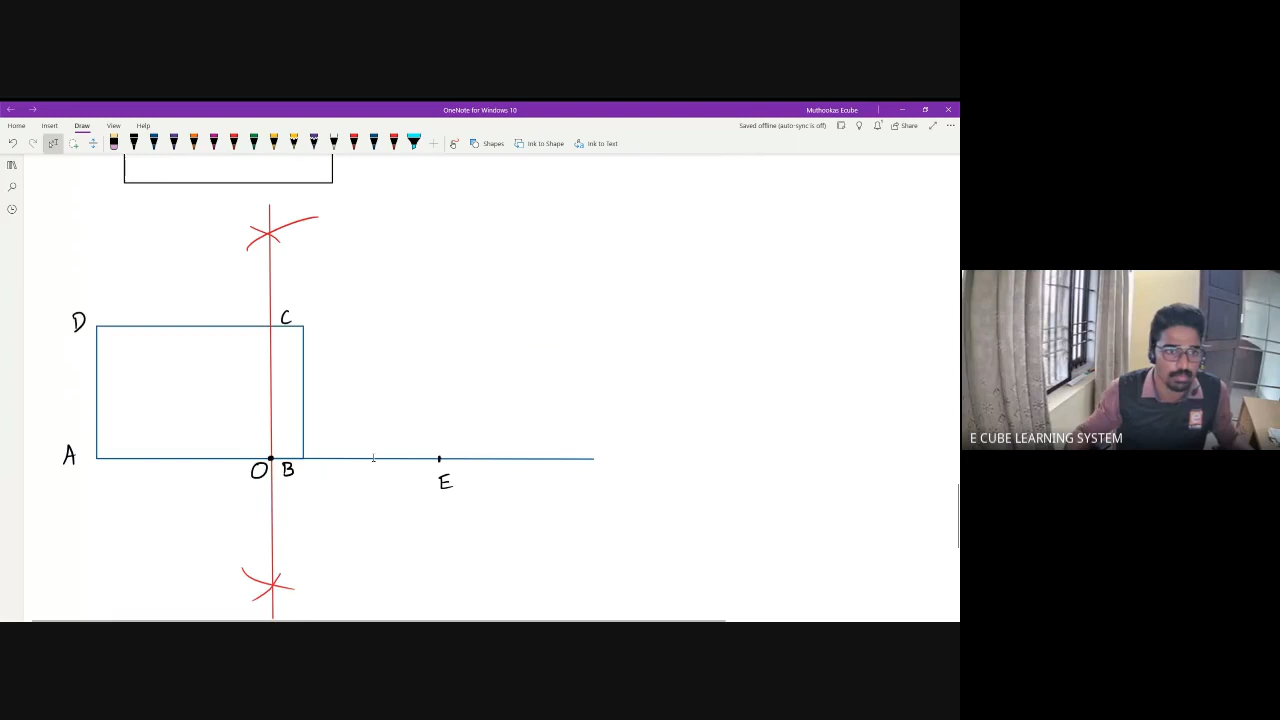 OneNote for Windows 10
Muthookas Ecube
Home Insert Draw View Help
Saved offline (auto-sync is off)
Share
Shapes
Ink to Shape
Ink to Text
D C
A O B
E
E CUBE LEARNING SYSTEM